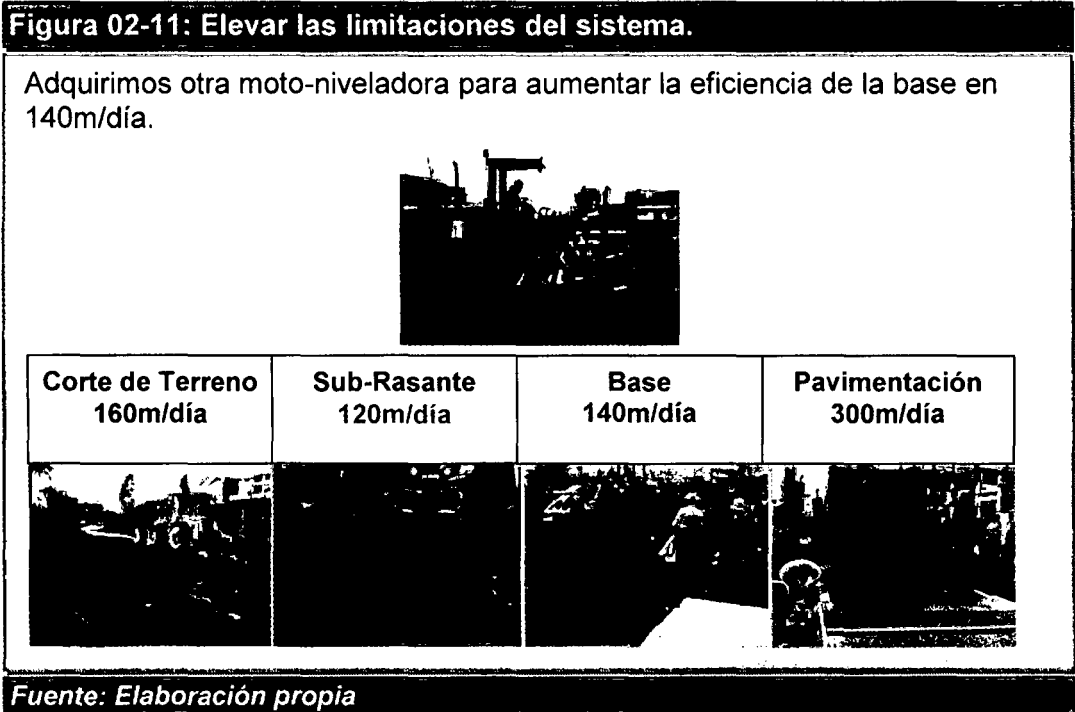 Figura 02-11: Elevar las limitaciones del sistema.
Adquirimos otra moto-niveladora para aumentar la eficiencia de la base en
140m/día.
Corte de Terreno
160m/día
Sub-Rasante
120m/día
Base
140m/día
Pavimentación
300m/día
Fuente: Elaboración propia